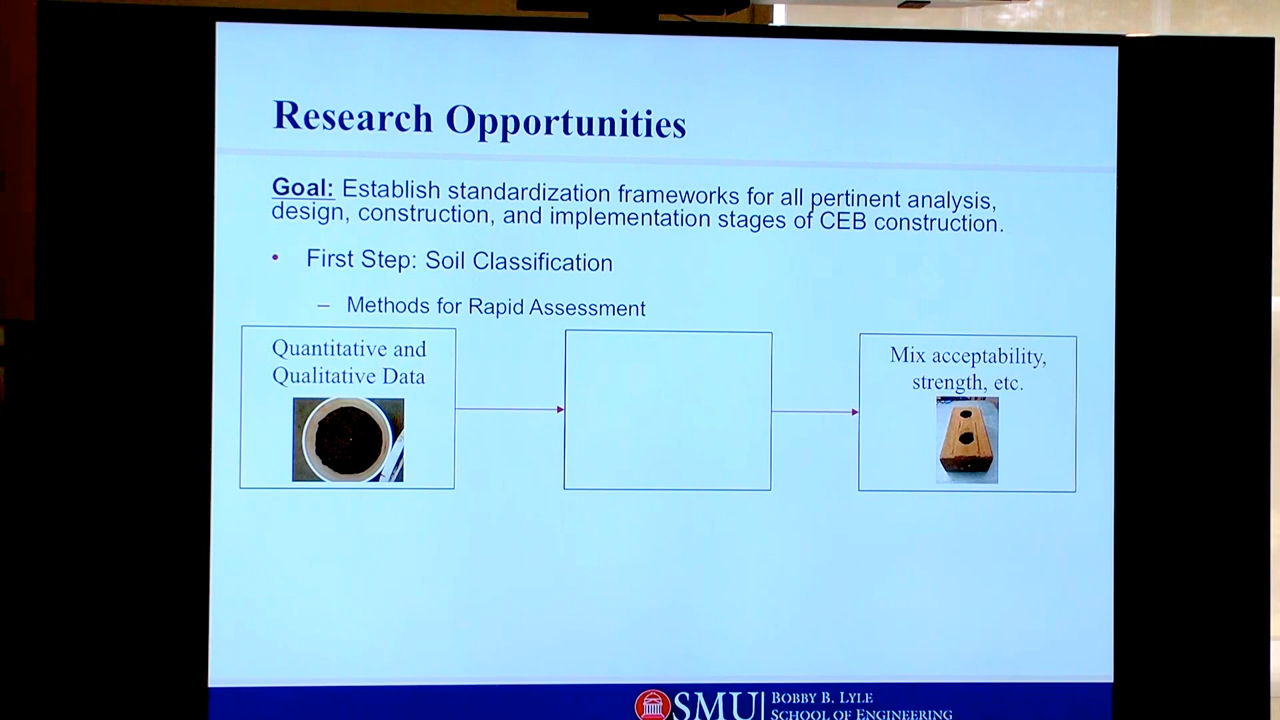 Research Opportunities
Goal: Establish standardization frameworks for all pertinent analysis,
design, construction, and implementation stages of CEB construction.
• First Step: Soil Classification
– Methods for Rapid Assessment
Quantitative and
Qualitative Data
Mix acceptability,
strength, etc.
SMU
BOBBY B. LYLE
SCHOOL OF ENGINEERING